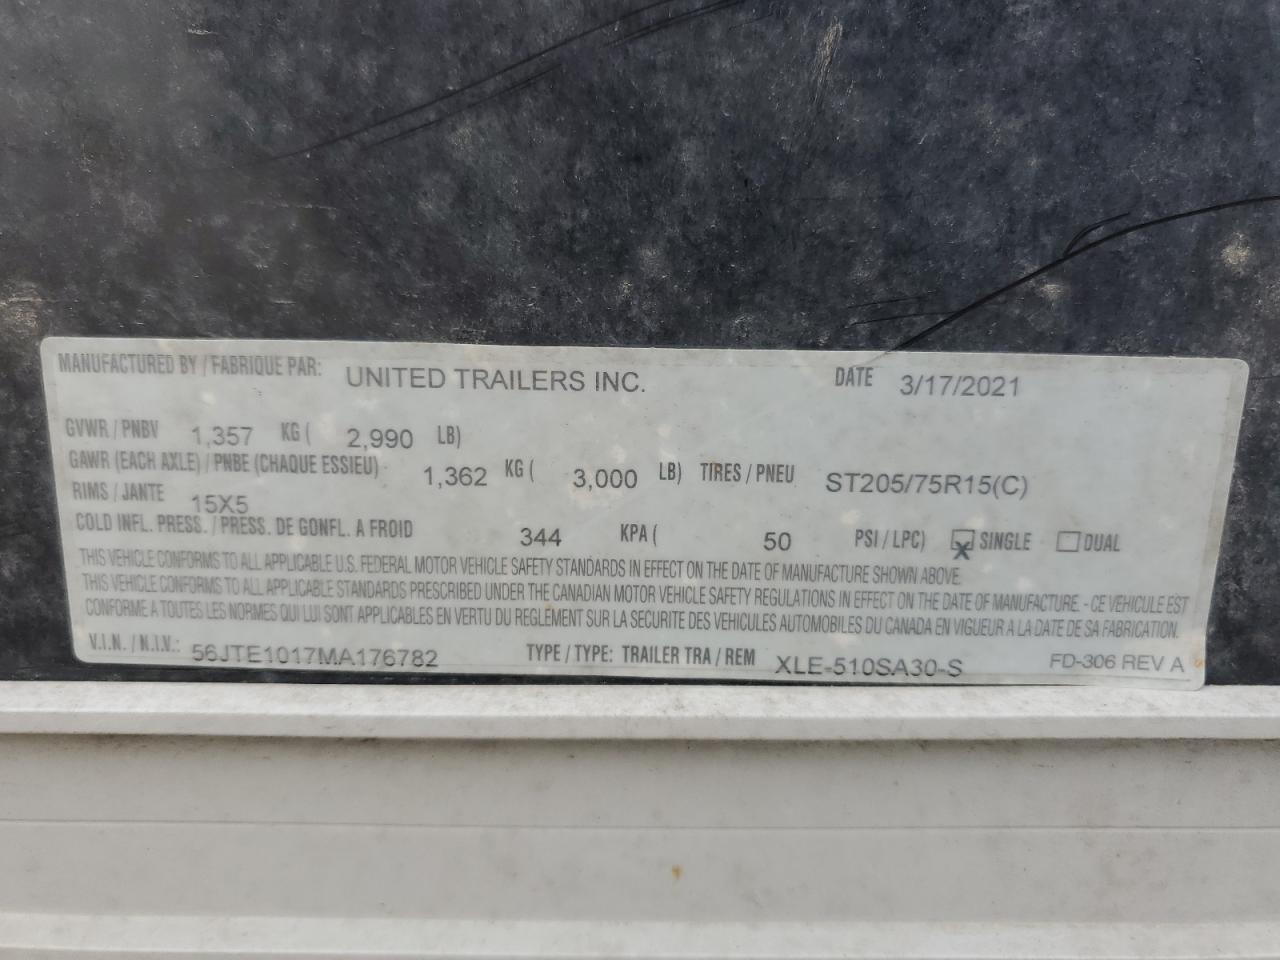 MANUFACTURED BY / FABRIQUE PAR: UNITED TRAILERS INC. DATE 3/17/2021
GVWR / PNBV 1,357 KG ( 2,990 LB)
GAWR (EACH AXLE) / PNBE (CHAQUE ESSIEU) 1,362 KG ( 3,000 LB) TIRES / PNEU ST205/75R15(C)
RIMS / JANTE 15X5
COLD INFL. PRESS. / PRESS. DE GONFL. A FROID 344 KPA ( 50 PSI / LPC) X SINGLE DUAL
THIS VEHICLE CONFORMS TO ALL APPLICABLE U.S. FEDERAL MOTOR VEHICLE SAFETY STANDARDS IN EFFECT ON THE DATE OF MANUFACTURE SHOWN ABOVE.
THIS VEHICLE CONFORMS TO ALL APPLICABLE STANDARDS PRESCRIBED UNDER THE CANADIAN MOTOR VEHICLE SAFETY REGULATIONS IN EFFECT ON THE DATE OF MANUFACTURE. - CE VEHICULE EST
CONFORME A TOUTES LES NORMES QUI LUI SONT APPLICABLES EN VERTU DU REGLEMENT SUR LA SECURITE DES VEHICULES AUTOMOBILES DU CANADA EN VIGUEUR A LA DATE DE SA FABRICATION.
V.I.N. / N.I.V.: 56JTE1017MA176782 TYPE / TYPE: TRAILER TRA / REM XLE-510SA30-S FD-306 REV A